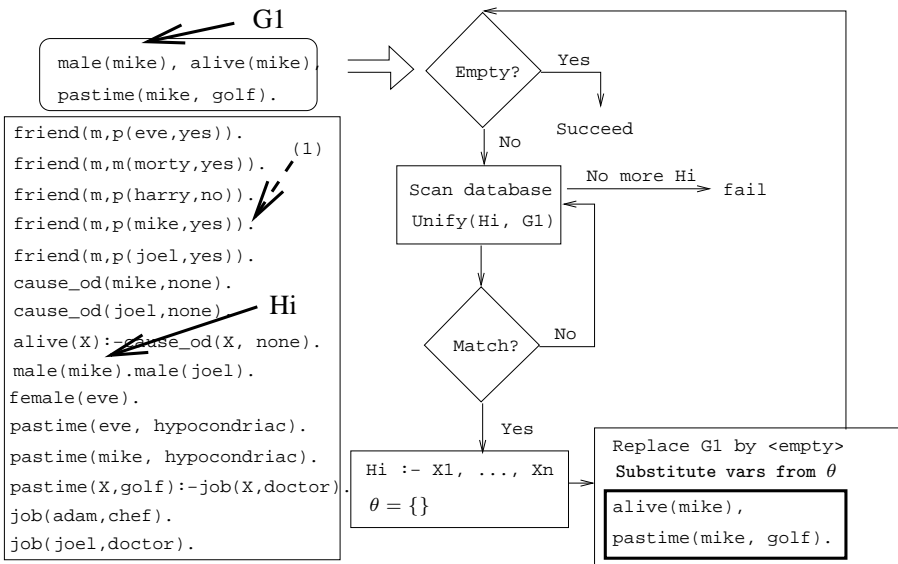 G1
male(mike), alive(mike),
pastime(mike, golf).
friend(m,p(eve,yes)).
friend(m,m(morty,yes)).
(1)
friend(m,p(harry,no)).
friend(m,p(mike,yes)).
friend(m,p(joel,yes)).
cause_od(mike,none).
cause_od(joel,none).
Hi
alive(X):-cause_od(X, none).
male(mike).male(joel).
female(eve).
pastime(eve, hypocondriac).
pastime(mike, hypocondriac).
pastime(X,golf):-job(X,doctor).
job(adam,chef).
job(joel,doctor).
Empty?
Yes
Succeed
No
Scan database
Unify(Hi, G1)
No more Hi
fail
Match?
No
Yes
Hi :- X1, ..., Xn
θ = {}
Replace G1 by <empty>
Substitute vars from θ
alive(mike),
pastime(mike, golf).